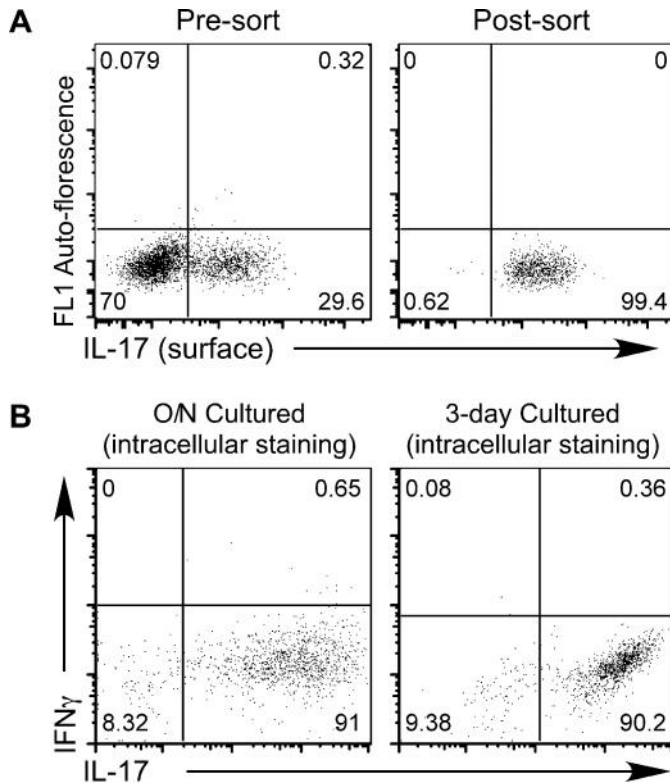 A
Pre-sort
Post-sort
FL1 Auto-florescence
0.079
0.32
70
29.6
0
0
0.62
99.4
IL-17 (surface)
B
O/N Cultured
(intracellular staining)
3-day Cultured
(intracellular staining)
IFNγ
0
0.65
8.32
91
0.08
0.36
9.38
90.2
IL-17